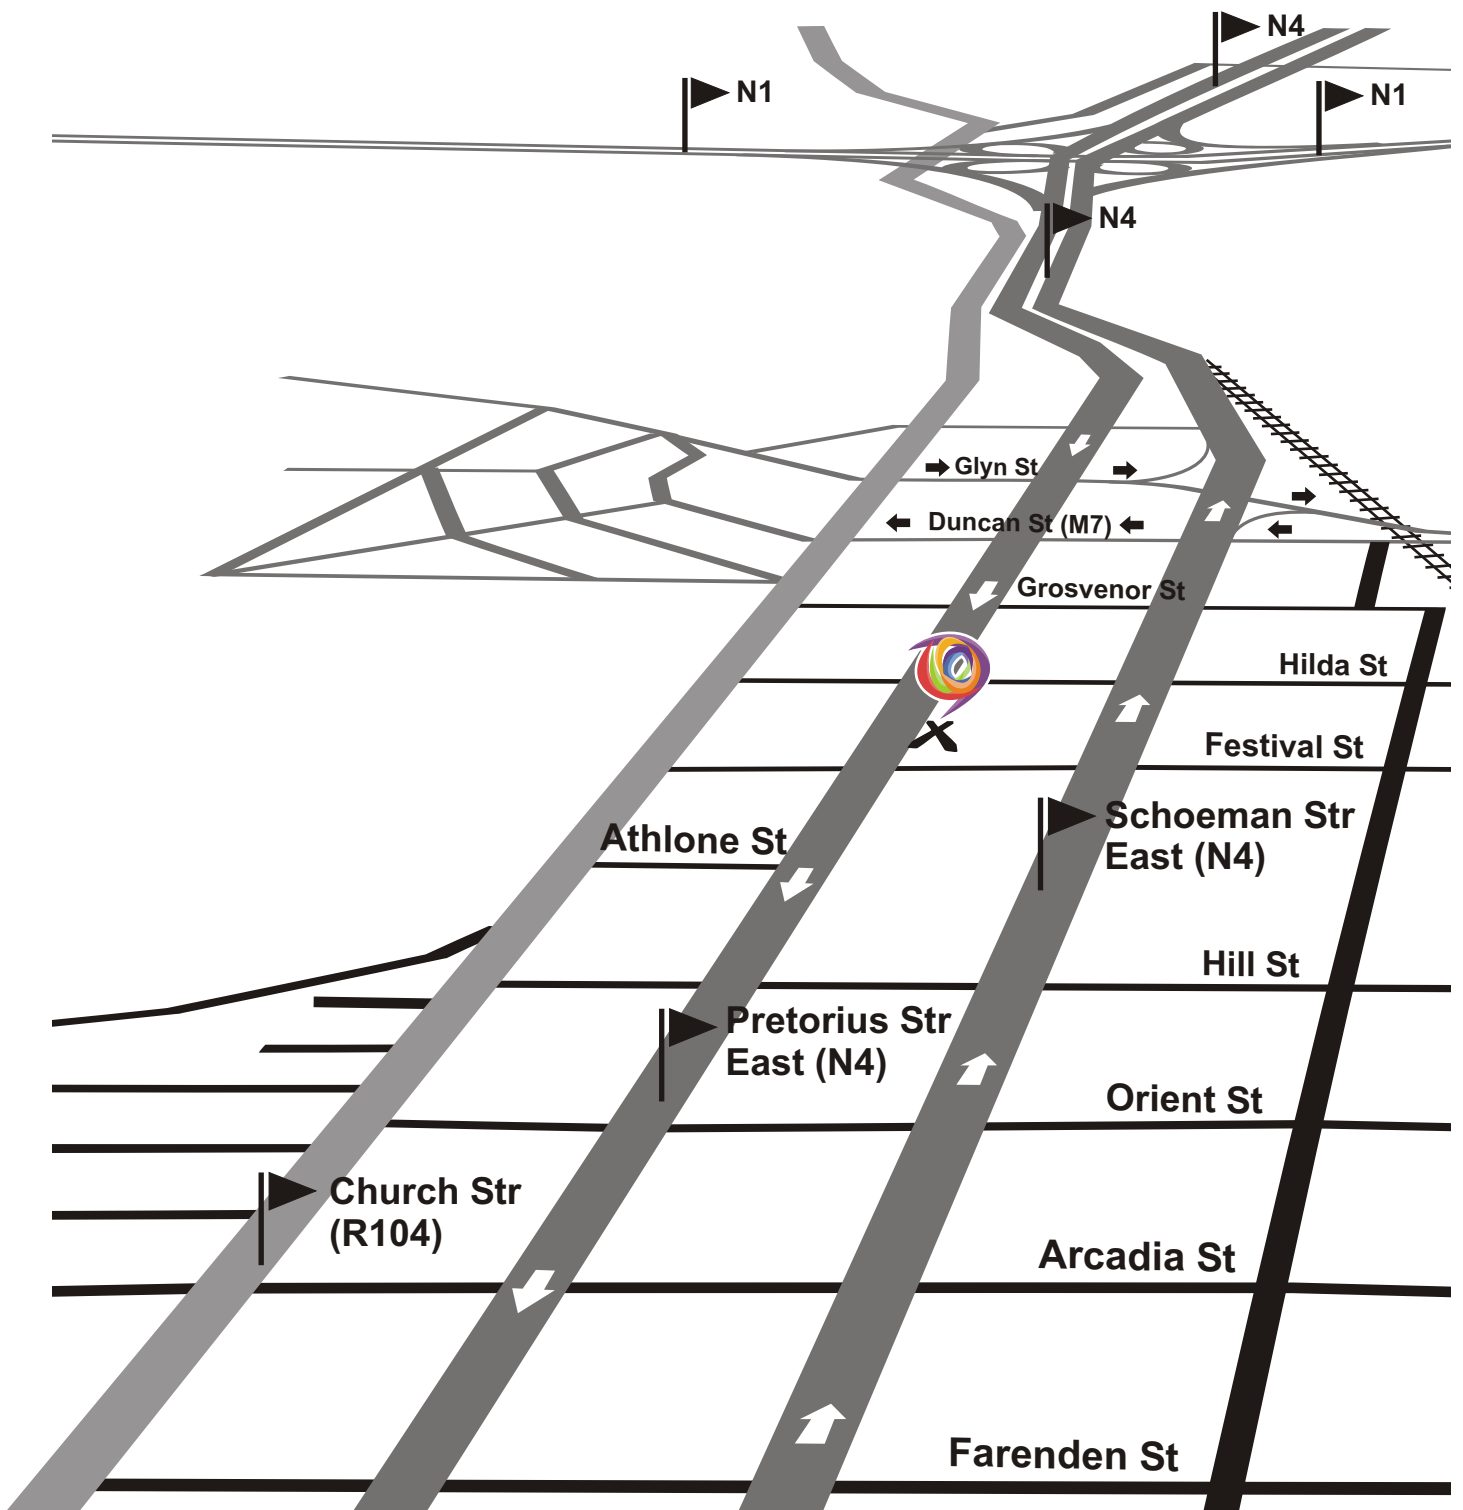 N4
N1
N1
N4
Glyn St
Duncan St (M7)
Grosvenor St
Hilda St
Festival St
Schoeman Str
East (N4)
Athlone St
Hill St
Pretorius Str
East (N4)
Orient St
Church Str
(R104)
Arcadia St
Farenden St